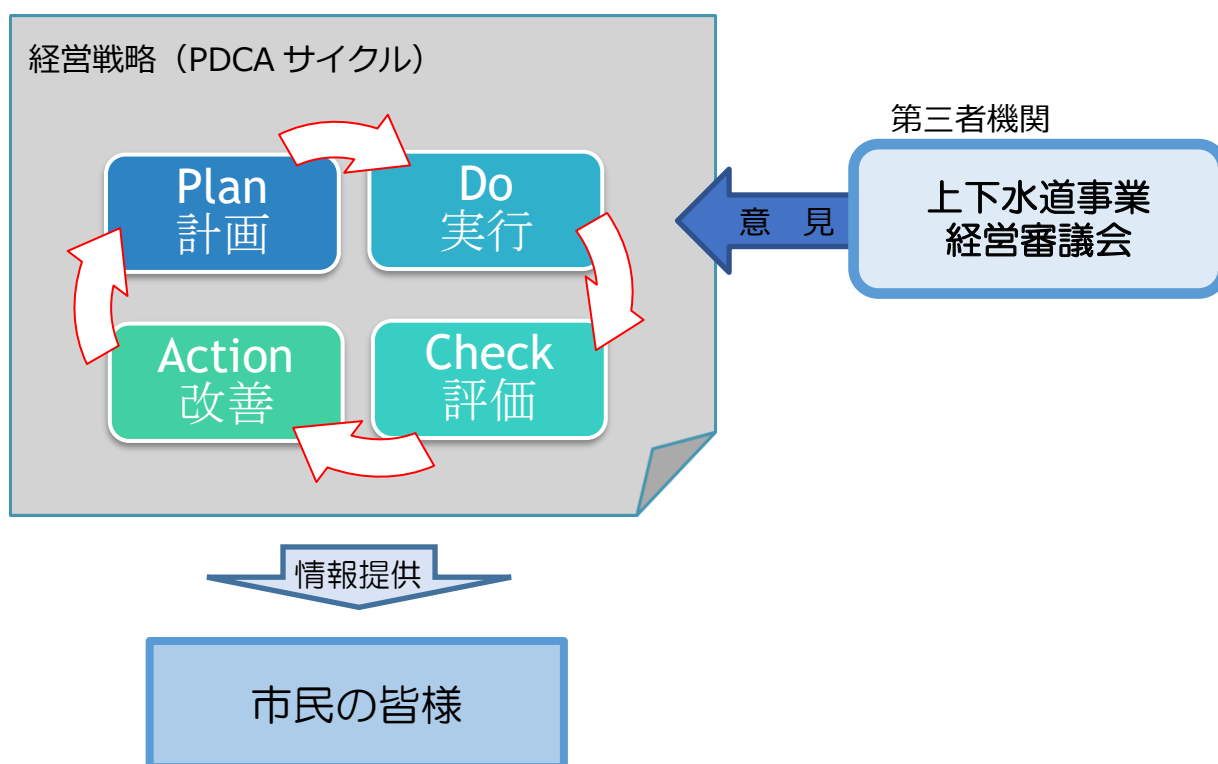 経営戦略（PDCA サイクル）
Plan
計画
Do
実行
Action
改善
Check
評価
第三者機関
上下水道事業
経営審議会
意 見
情報提供
市民の皆様